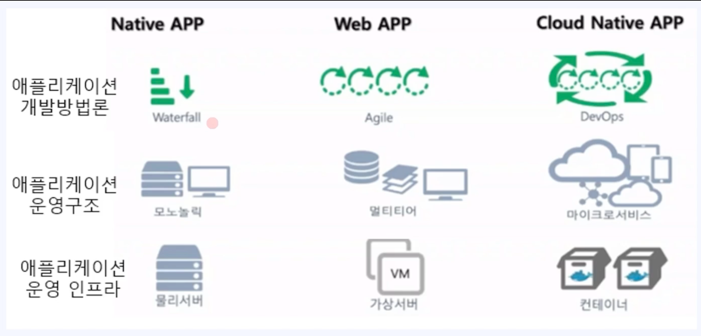 Native APP
Web APP
Cloud Native APP
애플리케이션
개발방법론
Waterfall
Agile
DevOps
애플리케이션
운영구조
모노놀릭
멀티티어
마이크로서비스
애플리케이션
운영 인프라
물리서버
VM
가상서버
컨테이너